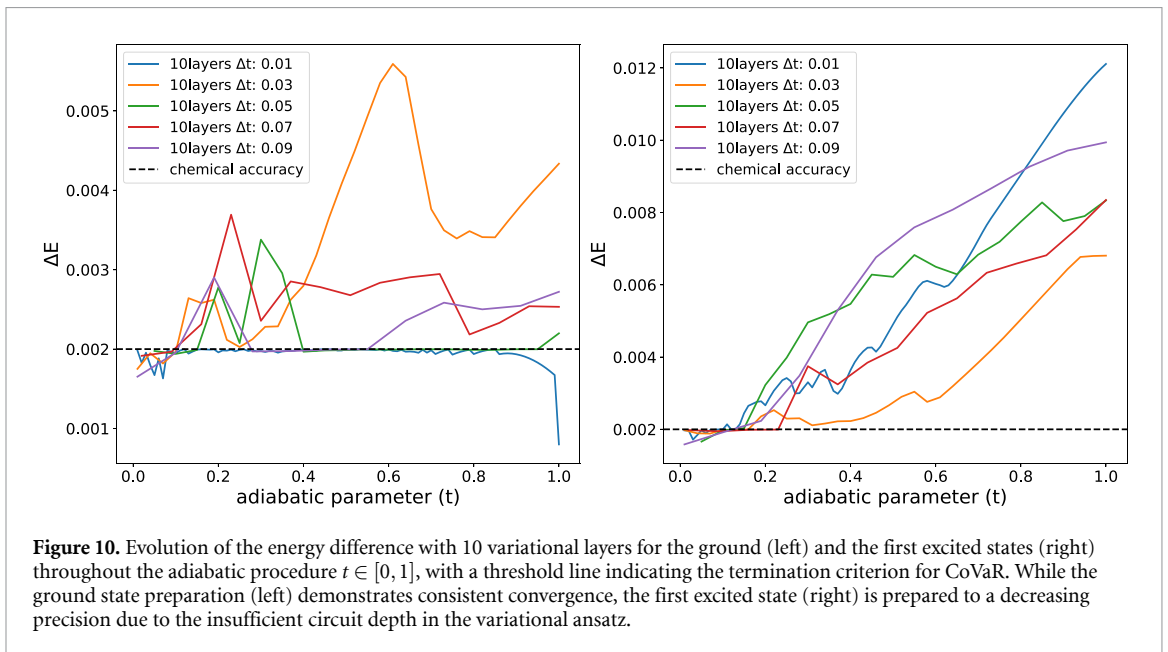 10layers Δt: 0.01
10layers Δt: 0.03
10layers Δt: 0.05
10layers Δt: 0.07
10layers Δt: 0.09
chemical accuracy
0.005
0.004
0.003
0.002
0.001
ΔE
0.0
0.2
0.4
0.6
0.8
1.0
adiabatic parameter (t)
10layers Δt: 0.01
10layers Δt: 0.03
10layers Δt: 0.05
10layers Δt: 0.07
10layers Δt: 0.09
chemical accuracy
0.012
0.010
0.008
0.006
0.004
0.002
ΔE
0.0
0.2
0.4
0.6
0.8
1.0
adiabatic parameter (t)
Figure 10. Evolution of the energy difference with 10 variational layers for the ground (left) and the first excited states (right)
throughout the adiabatic procedure t ∈ [0, 1], with a threshold line indicating the termination criterion for CoVaR. While the
ground state preparation (left) demonstrates consistent convergence, the first excited state (right) is prepared to a decreasing
precision due to the insufficient circuit depth in the variational ansatz.